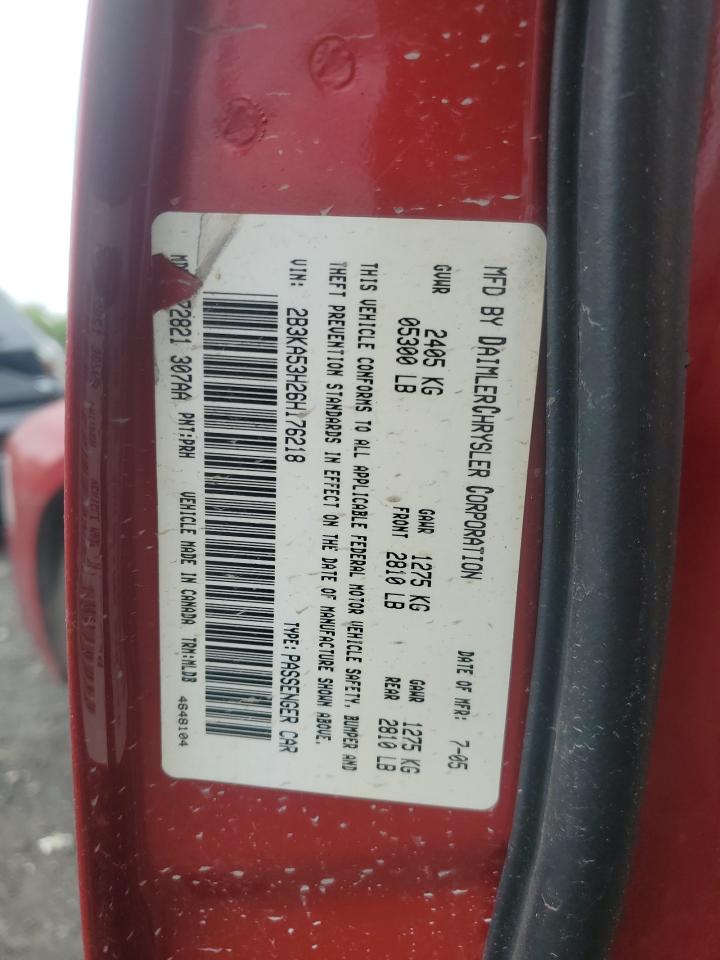 MFD BY DAIMLERCHRYSLER CORPORATION
DATE OF MFR: 7-05
GVWR 2405 KG
05300 LB
GAWR 1275 KG
FRONT 2810 LB
GAWR 1275 KG
REAR 2810 LB
THIS VEHICLE CONFORMS TO ALL APPLICABLE FEDERAL MOTOR VEHICLE SAFETY, BUMPER AND
THEFT PREVENTION STANDARDS IN EFFECT ON THE DATE OF MANUFACTURE SHOWN ABOVE.
VIN: 2B3KA53H26H176218 TYPE: PASSENGER CAR
72821 307AA PNT:PRH VEHICLE MADE IN CANADA TRM:MLDB
4648104